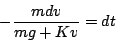 -\frac{mdv}{mg + Kv} = dt